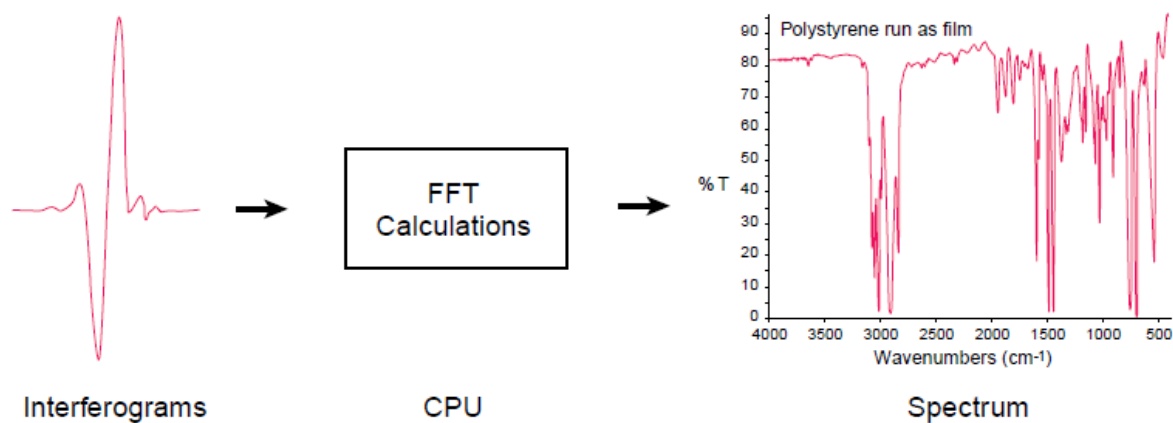 Polystyrene run as film
90
80
70
60
50
% T
40
30
20
10
0
4000 3500 3000 2500 2000 1500 1000 500
Wavenumbers (cm-1)
FFT
Calculations
Interferograms
CPU
Spectrum